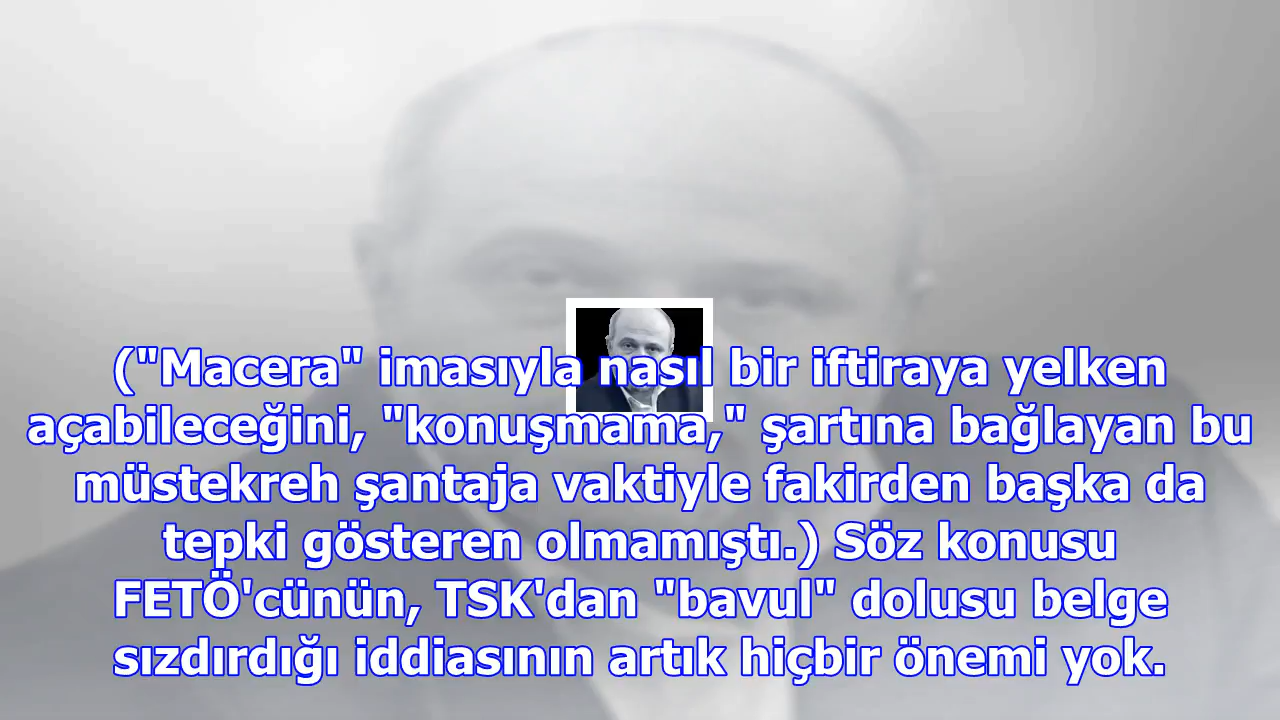 ("Macera" imasıyla nasıl bir iftiraya yelken
açabileceğini, "konuşmama," şartına bağlayan bu
müstekreh şantaja vaktiyle fakirden başka da
tepki gösteren olmamıştı.) Söz konusu
FETÖ'cünün, TSK'dan "bavul" dolusu belge
sızdırdığı iddiasının artık hiçbir önemi yok.